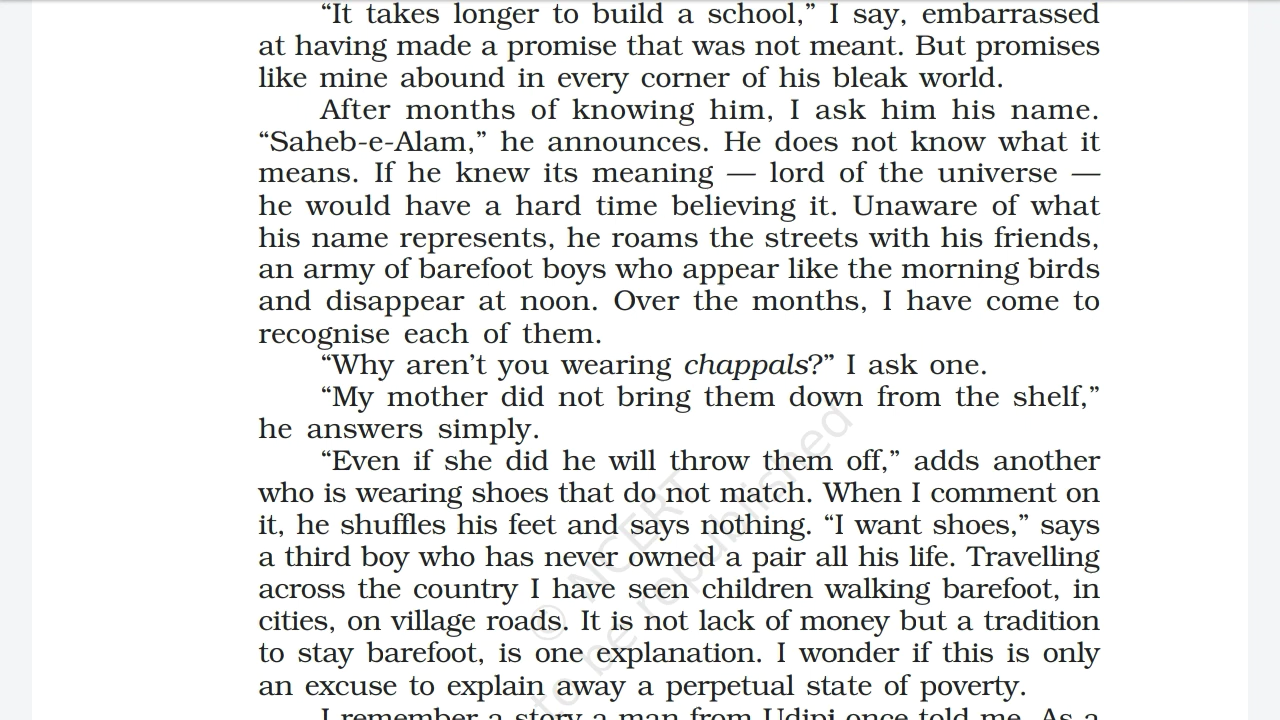 “It takes longer to build a school,” I say, embarrassed
at having made a promise that was not meant. But promises
like mine abound in every corner of his bleak world.
After months of knowing him, I ask him his name.
“Saheb-e-Alam,” he announces. He does not know what it
means. If he knew its meaning — lord of the universe —
he would have a hard time believing it. Unaware of what
his name represents, he roams the streets with his friends,
an army of barefoot boys who appear like the morning birds
and disappear at noon. Over the months, I have come to
recognise each of them.
“Why aren’t you wearing chappals?” I ask one.
“My mother did not bring them down from the shelf,”
he answers simply.
“Even if she did he will throw them off,” adds another
who is wearing shoes that do not match. When I comment on
it, he shuffles his feet and says nothing. “I want shoes,” says
a third boy who has never owned a pair all his life. Travelling
across the country I have seen children walking barefoot, in
cities, on village roads. It is not lack of money but a tradition
to stay barefoot, is one explanation. I wonder if this is only
an excuse to explain away a perpetual state of poverty.
I remember a story a man from Udipi once told me. As a
© NCERT
to be republished